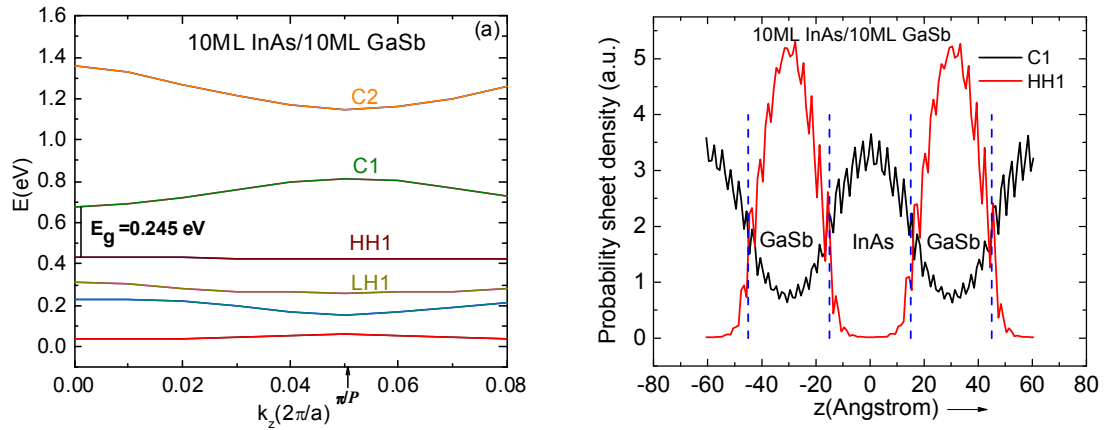 10ML InAs/10ML GaSb
(a)
1.6
1.4
1.2
1.0
0.8
0.6
0.4
0.2
0.0
E(eV)
C2
C1
E_g=0.245 eV
HH1
LH1
0.00
0.02
0.04
0.06
0.08
π/P
k_z(2π/a)
10ML InAs/10ML GaSb
C1
HH1
5
4
3
2
1
0
Probability sheet density (a.u.)
GaSb
InAs
GaSb
-80
-60
-40
-20
0
20
40
60
80
z(Angstrom)